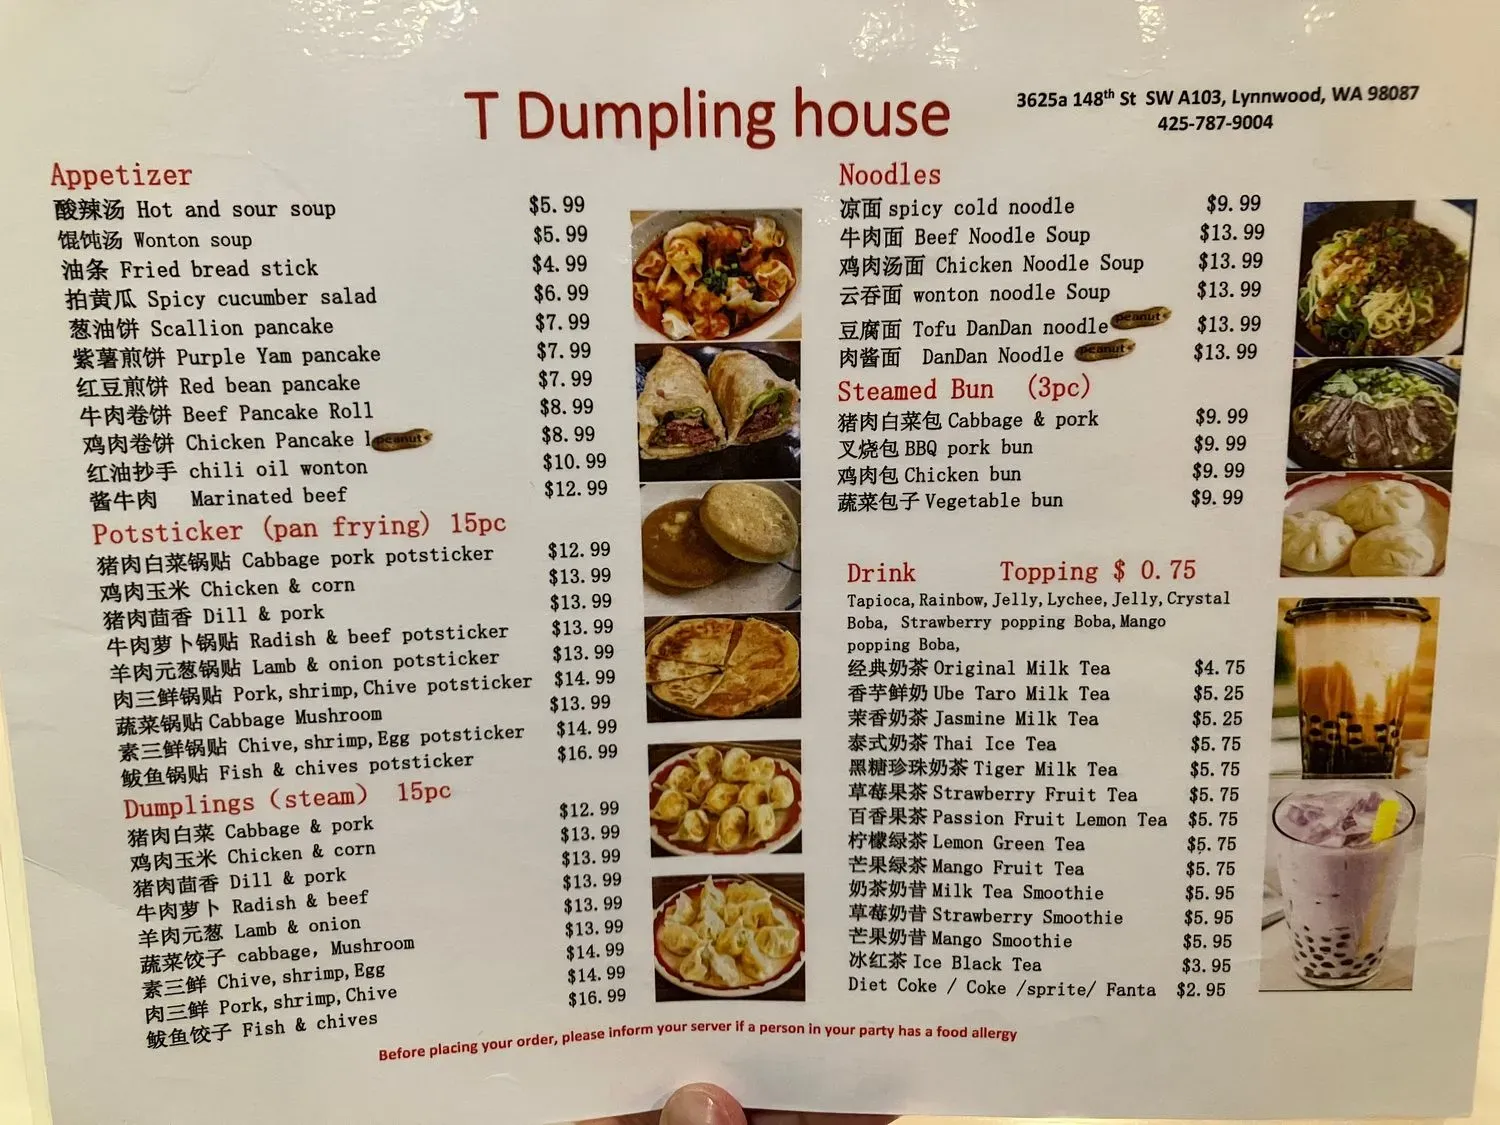 T Dumpling house
3625a 148th St SW A103, Lynnwood, WA 98087
425-787-9004
Appetizer
酸辣汤 Hot and sour soup $5.99
馄饨汤 Wonton soup $5.99
油条 Fried bread stick $4.99
拍黄瓜 Spicy cucumber salad $6.99
葱油饼 Scallion pancake $7.99
紫薯煎饼 Purple Yam pancake $7.99
红豆煎饼 Red bean pancake $7.99
牛肉卷饼 Beef Pancake Roll $8.99
鸡肉卷饼 Chicken Pancake peanut $8.99
红油抄手 chili oil wonton $10.99
酱牛肉 Marinated beef $12.99
Potsticker (pan frying) 15pc
猪肉白菜锅贴 Cabbage pork potsticker $12.99
鸡肉玉米 Chicken & corn $13.99
猪肉茴香 Dill & pork $13.99
牛肉萝卜锅贴 Radish & beef potsticker $13.99
羊肉元葱锅贴 Lamb & onion potsticker $13.99
肉三鲜锅贴 Pork,shrimp,Chive potsticker $14.99
蔬菜锅贴 Cabbage Mushroom $13.99
素三鲜锅贴 Chive,shrimp,Egg potsticker $14.99
鲅鱼锅贴 Fish & chives potsticker $16.99
Dumplings (steam) 15pc
猪肉白菜 Cabbage & pork $12.99
鸡肉玉米 Chicken & corn $13.99
猪肉茴香 Dill & pork $13.99
牛肉萝卜 Radish & beef $13.99
羊肉元葱 Lamb & onion $13.99
蔬菜饺子 cabbage, Mushroom $13.99
素三鲜 Chive,shrimp,Egg $14.99
肉三鲜 Pork,shrimp,Chive $14.99
鲅鱼饺子 Fish & chives $16.99
Noodles
凉面 spicy cold noodle $9.99
牛肉面 Beef Noodle Soup $13.99
鸡肉汤面 Chicken Noodle Soup $13.99
云吞面 wonton noodle Soup $13.99
豆腐面 Tofu DanDan noodle peanut $13.99
肉酱面 DanDan Noodle peanut $13.99
Steamed Bun (3pc)
猪肉白菜包 Cabbage & pork $9.99
叉烧包 BBQ pork bun $9.99
鸡肉包 Chicken bun $9.99
蔬菜包子 Vegetable bun $9.99
Drink Topping $ 0.75
Tapioca,Rainbow,Jelly,Lychee,Jelly,Crystal
Boba, Strawberry popping Boba,Mango
popping Boba,
经典奶茶 Original Milk Tea $4.75
香芋鲜奶 Ube Taro Milk Tea $5.25
茉香奶茶 Jasmine Milk Tea $5.25
泰式奶茶 Thai Ice Tea $5.75
黑糖珍珠奶茶 Tiger Milk Tea $5.75
草莓果茶 Strawberry Fruit Tea $5.75
百香果茶 Passion Fruit Lemon Tea $5.75
柠檬绿茶 Lemon Green Tea $5.75
芒果绿茶 Mango Fruit Tea $5.75
奶茶奶昔 Milk Tea Smoothie $5.95
草莓奶昔 Strawberry Smoothie $5.95
芒果奶昔 Mango Smoothie $5.95
冰红茶 Ice Black Tea $3.95
Diet Coke / Coke /sprite/ Fanta $2.95
Before placing your order, please inform your server if a person in your party has a food allergy